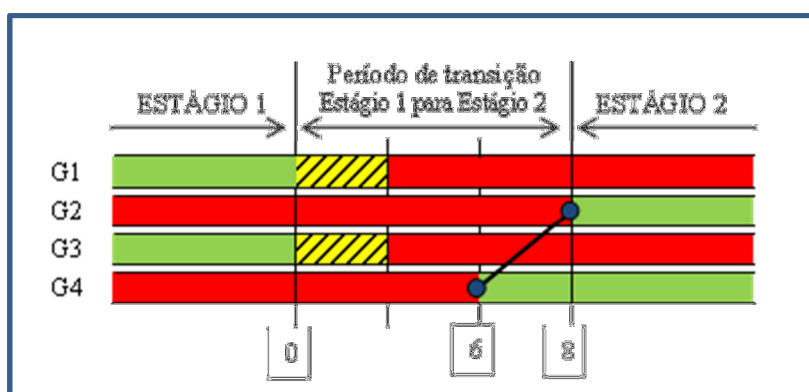 Período de transição
ESTÁGIO 1 Estágio 1 para Estágio 2 ESTÁGIO 2
G1
G2
G3
G4
0 6 8